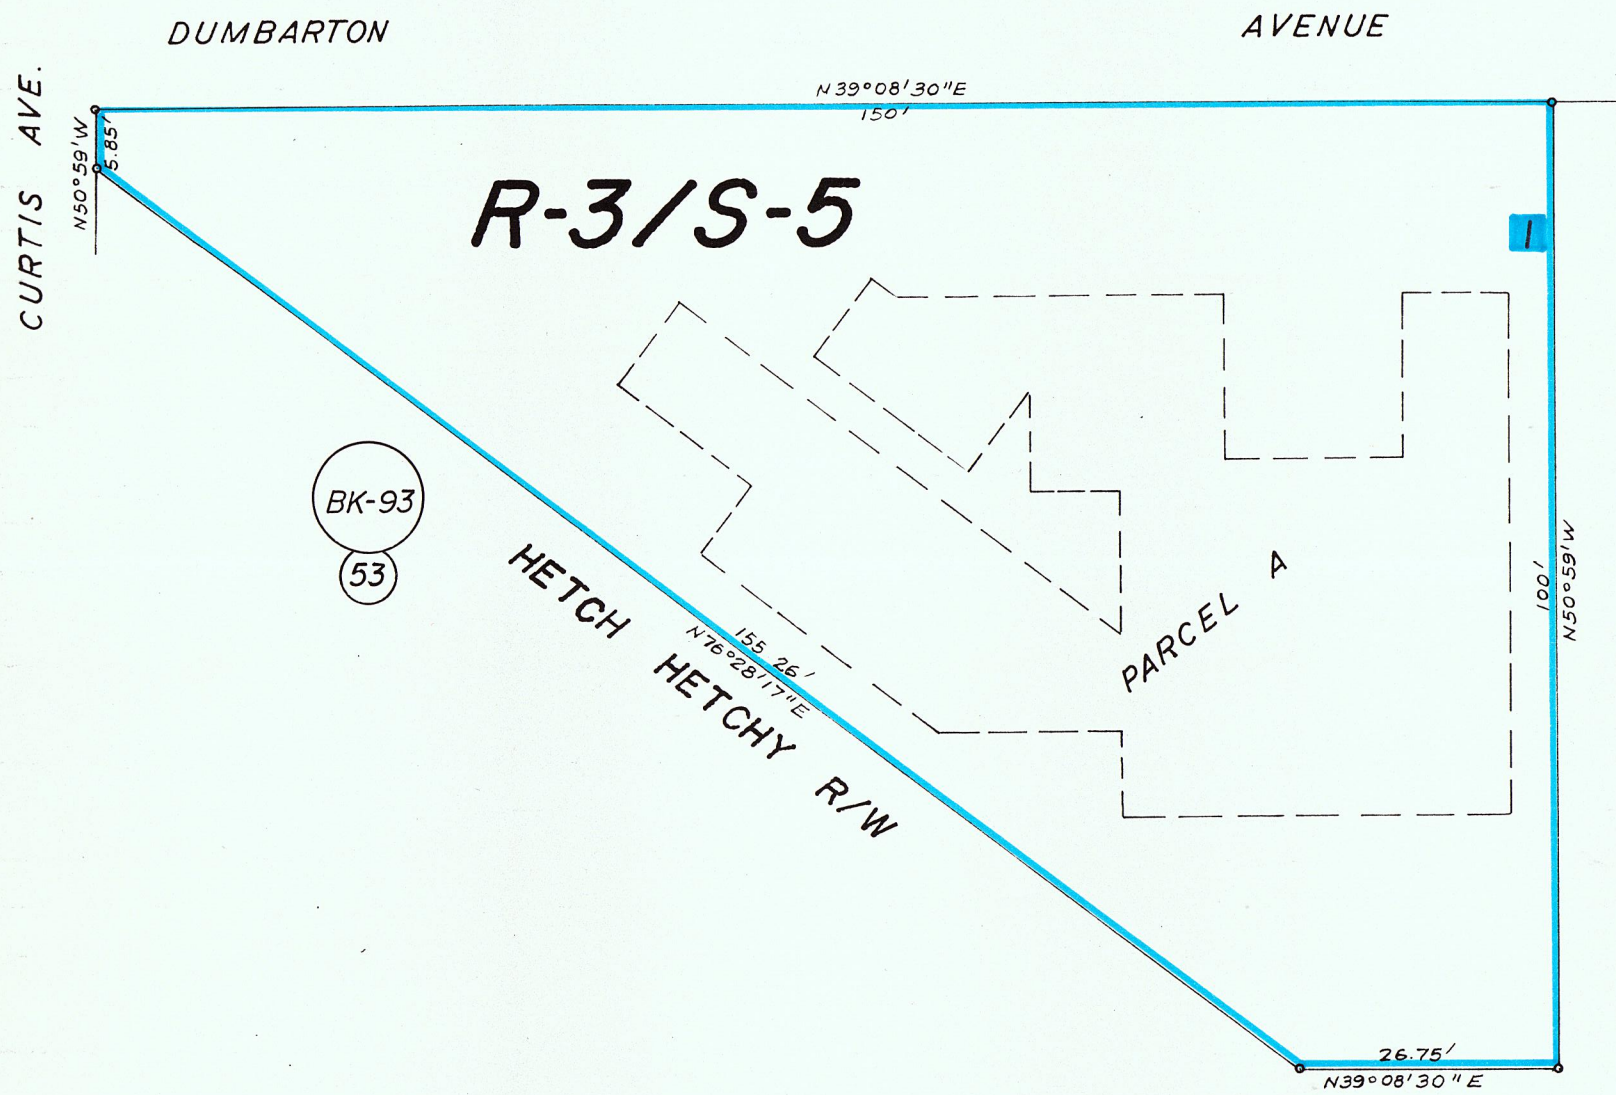 DUMBARTON AVENUE
CURTIS AVE.
N39°08'30"E
150'
N50°59'W
5.85'
R-3/S-5
1
BK-93
53
HETCH HETCHY R/W
155.26'
N76°28'17"E
PARCEL A
100'
N50°59'W
26.75'
N39°08'30"E